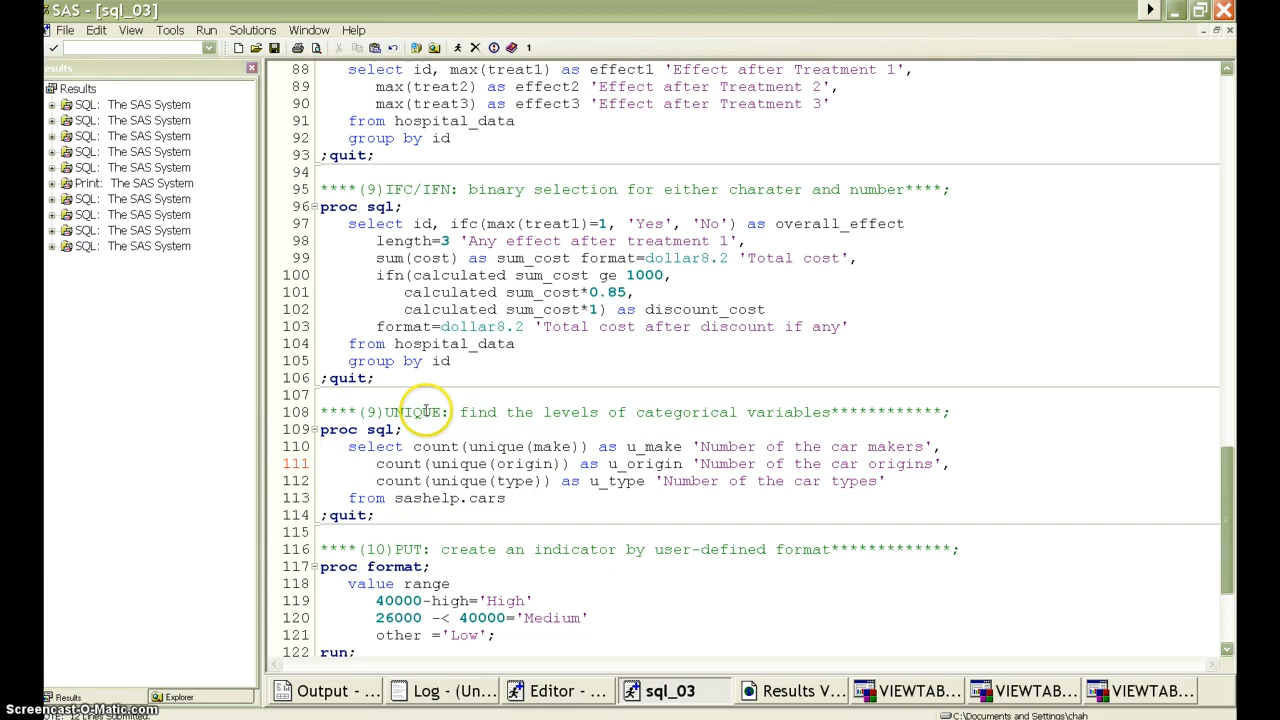 SAS - [sql_03]
File Edit View Tools Run Solutions Window Help
esults
Results
SQL: The SAS System
SQL: The SAS System
SQL: The SAS System
SQL: The SAS System
SQL: The SAS System
Print: The SAS System
SQL: The SAS System
SQL: The SAS System
SQL: The SAS System
SQL: The SAS System
88 select id, max(treat1) as effect1 'Effect after Treatment 1',
89 max(treat2) as effect2 'Effect after Treatment 2',
90 max(treat3) as effect3 'Effect after Treatment 3'
91 from hospital_data
92 group by id
93 ;quit;
94
95 ****(9)IFC/IFN: binary selection for either charater and number****;
96 proc sql;
97 select id, ifc(max(treat1)=1, 'Yes', 'No') as overall_effect
98 length=3 'Any effect after treatment 1',
99 sum(cost) as sum_cost format=dollar8.2 'Total cost',
100 ifn(calculated sum_cost ge 1000,
101 calculated sum_cost*0.85,
102 calculated sum_cost*1) as discount_cost
103 format=dollar8.2 'Total cost after discount if any'
104 from hospital_data
105 group by id
106 ;quit;
107
108 ****(9)UNIQUE: find the levels of categorical variables************;
109 proc sql;
110 select count(unique(make)) as u_make 'Number of the car makers',
111 count(unique(origin)) as u_origin 'Number of the car origins',
112 count(unique(type)) as u_type 'Number of the car types'
113 from sashelp.cars
114 ;quit;
115
116 ****(10)PUT: create an indicator by user-defined format*************;
117 proc format;
118 value range
119 40000-high='High'
120 26000 -< 40000='Medium'
121 other ='Low';
122 run;
Results Explorer
Output - ... Log - (Un... Editor - ... sql_03 Results V... VIEWTAB... VIEWTAB... VIEWTAB...
Screencast-O-Matic.com
NOTE: 12 Lines Submitted.
C:\Documents and Settings\chah